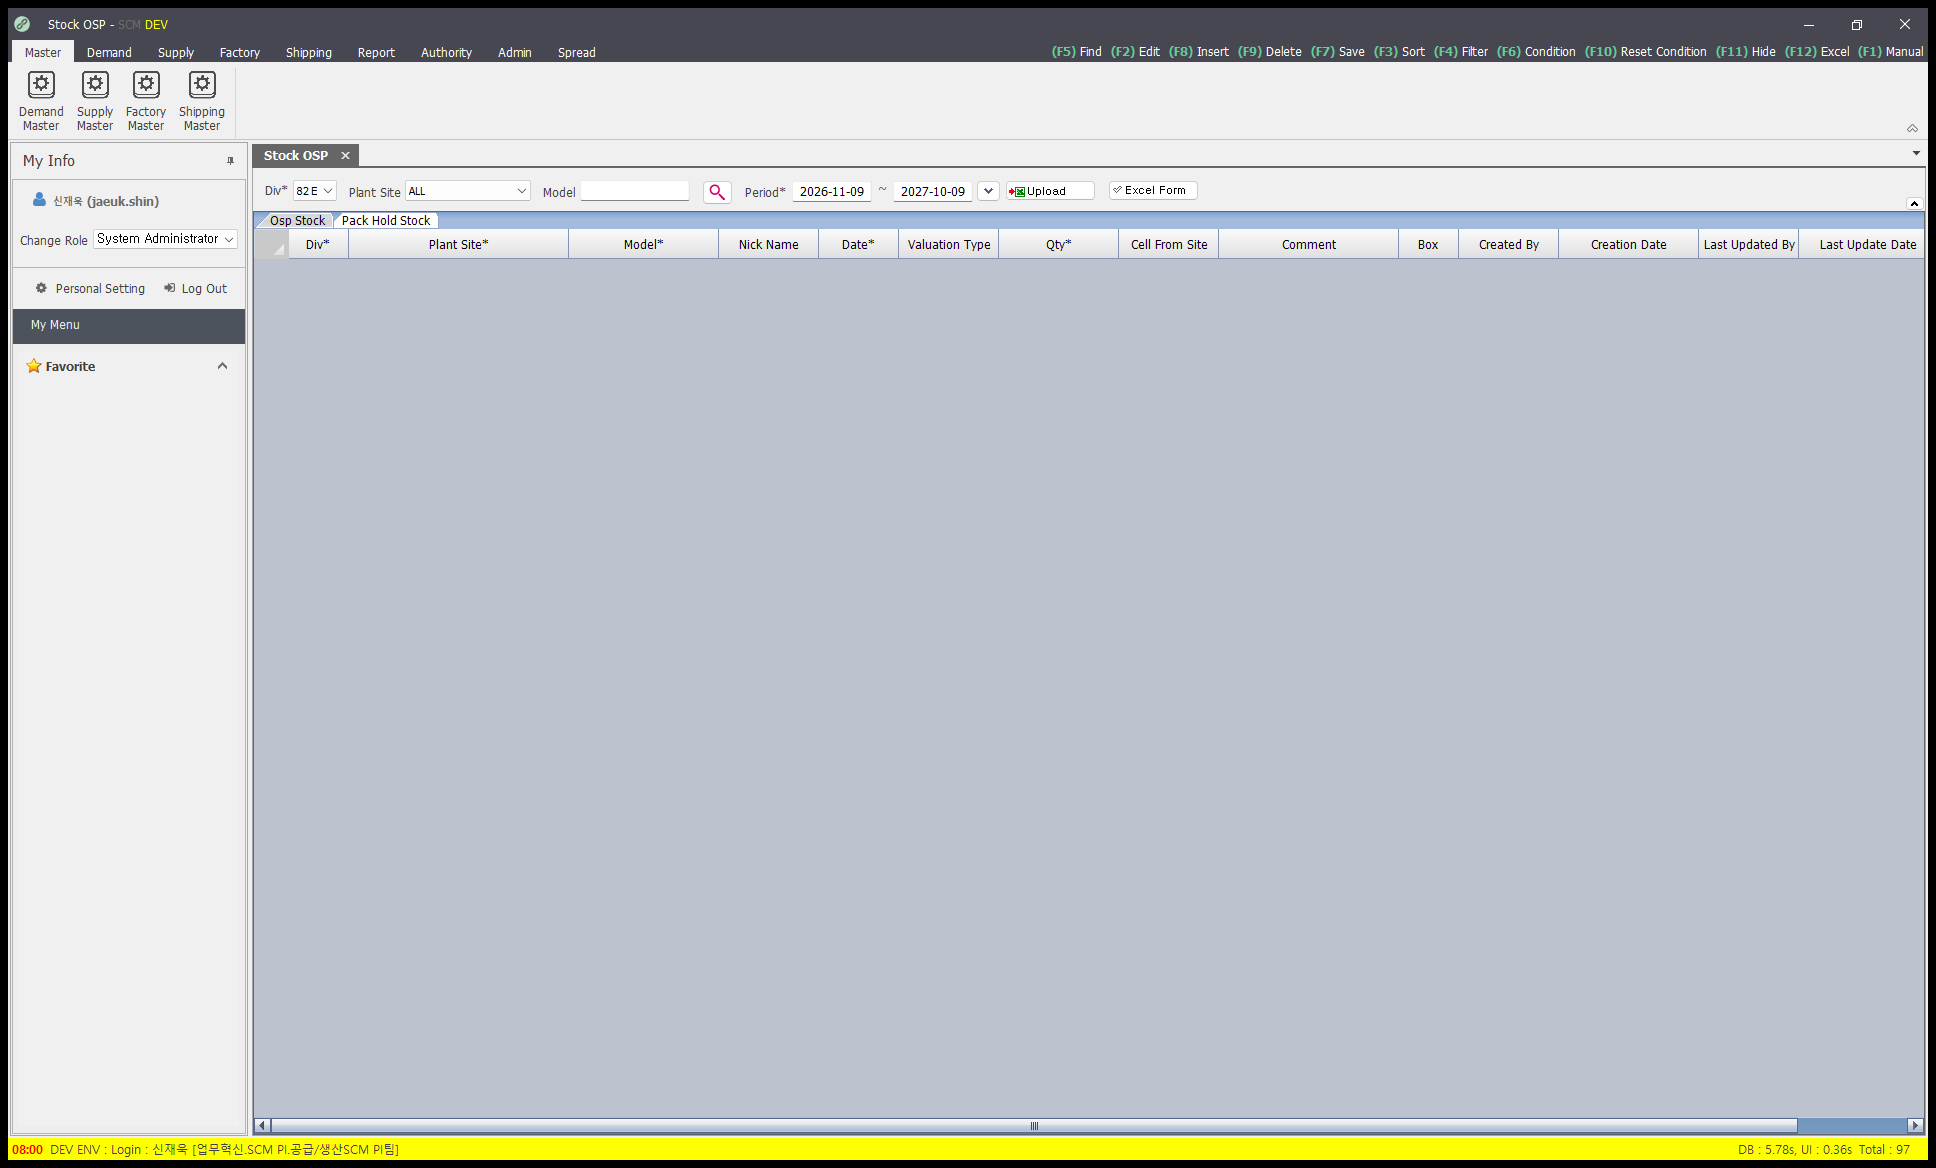 Stock OSP - SCM DEV
Master Demand Supply Factory Shipping Report Authority Admin Spread (F5) Find (F2) Edit (F8) Insert (F9) Delete (F7) Save (F3) Sort (F4) Filter (F6) Condition (F10) Reset Condition (F11) Hide (F12) Excel (F1) Manual
Demand Master Supply Master Factory Master Shipping Master
My Info
신재욱 (jaeuk.shin)
Change Role System Administrator
Personal Setting Log Out
My Menu
Favorite
Stock OSP
Div* 82 E Plant Site ALL Model Period* 2026-11-09 ~ 2027-10-09 Upload Excel Form
Osp Stock Pack Hold Stock
Div* Plant Site* Model* Nick Name Date* Valuation Type Qty* Cell From Site Comment Box Created By Creation Date Last Updated By Last Update Date
08:00 DEV ENV : Login : 신재욱 [업무혁신.SCM PI.공급/생산SCM PI팀] DB : 5.78s, UI : 0.36s Total : 97